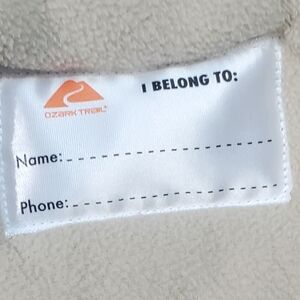 I BELONG TO:
OZARK TRAIL
Name:
Phone: